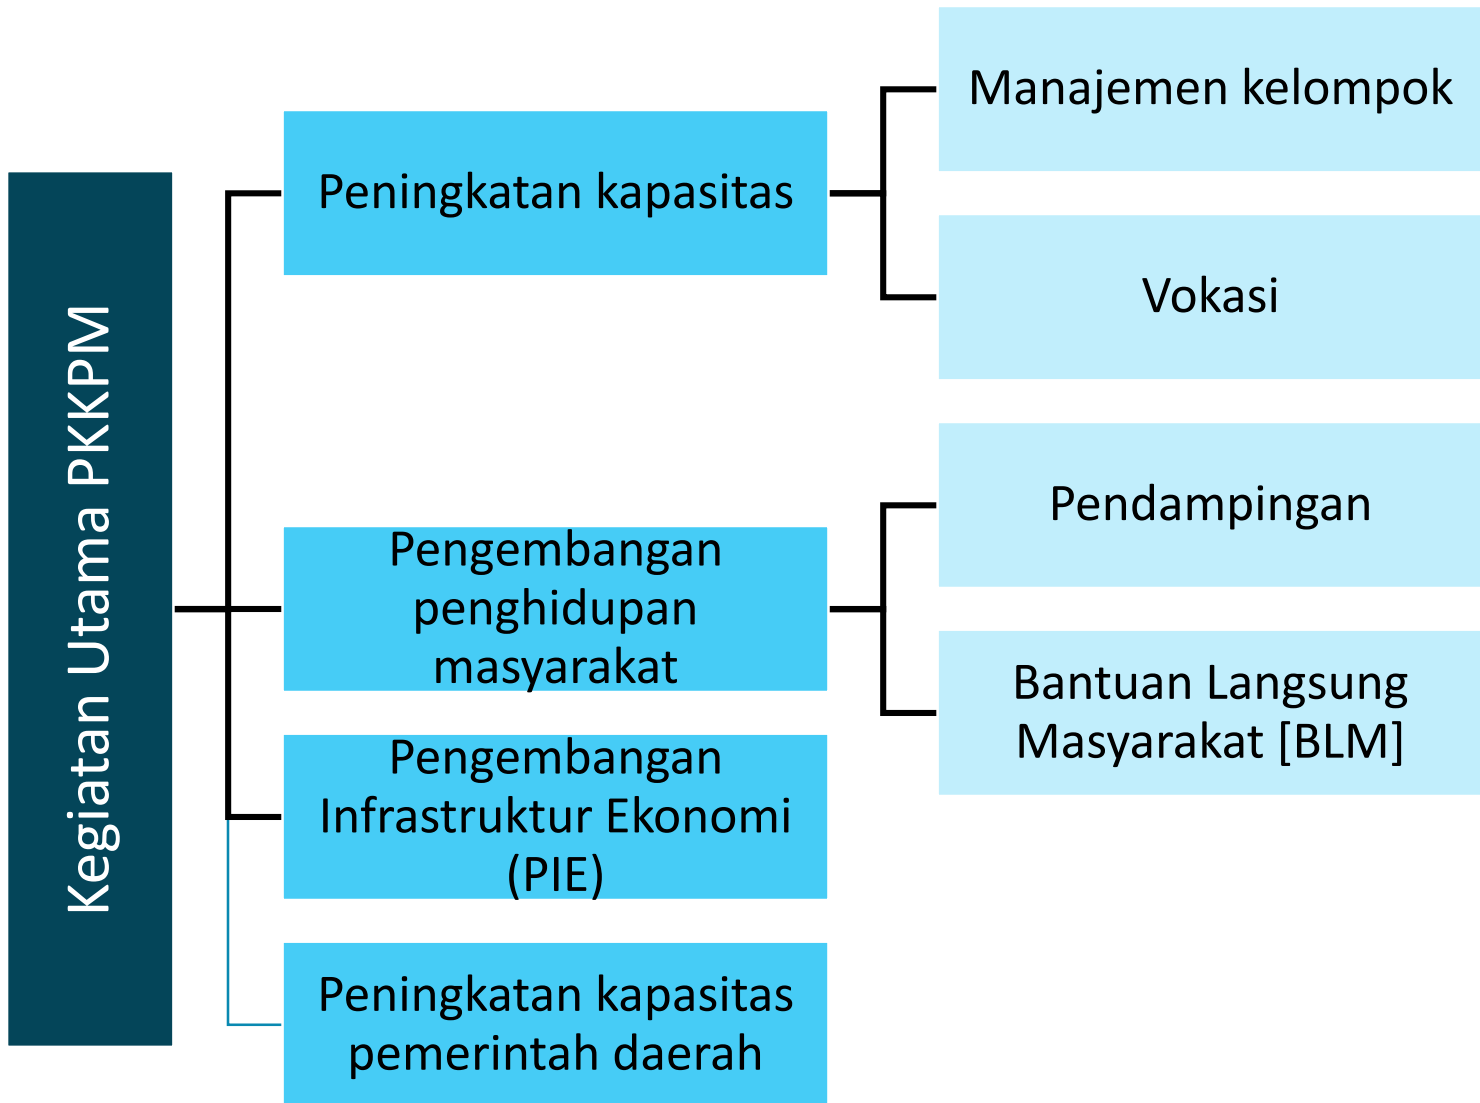 Kegiatan Utama PKKPM
Peningkatan kapasitas
Manajemen kelompok
Vokasi
Pengembangan
penghidupan
masyarakat
Pendampingan
Bantuan Langsung
Masyarakat [BLM]
Pengembangan
Infrastruktur Ekonomi
(PIE)
Peningkatan kapasitas
pemerintah daerah